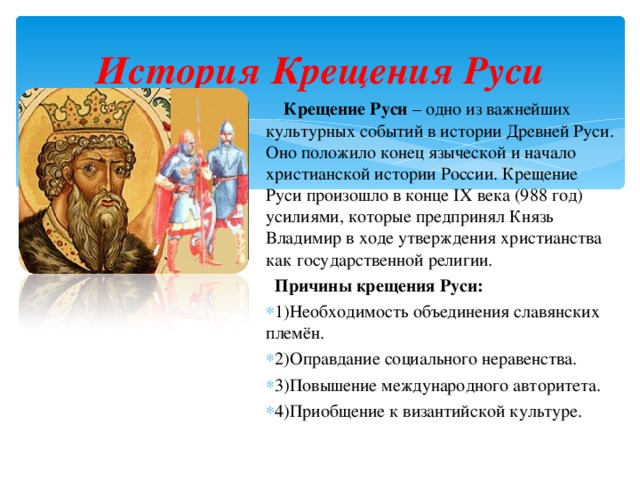 История Крещения Руси
Крещение Руси – одно из важнейших
культурных событий в истории Древней Руси.
Оно положило конец языческой и начало
христианской истории России. Крещение
Руси произошло в конце IX века (988 год)
усилиями, которые предпринял Князь
Владимир в ходе утверждения христианства
как государственной религии.
Причины крещения Руси:
*1)Необходимость объединения славянских
племён.
*2)Оправдание социального неравенства.
*3)Повышение международного авторитета.
*4)Приобщение к византийской культуре.